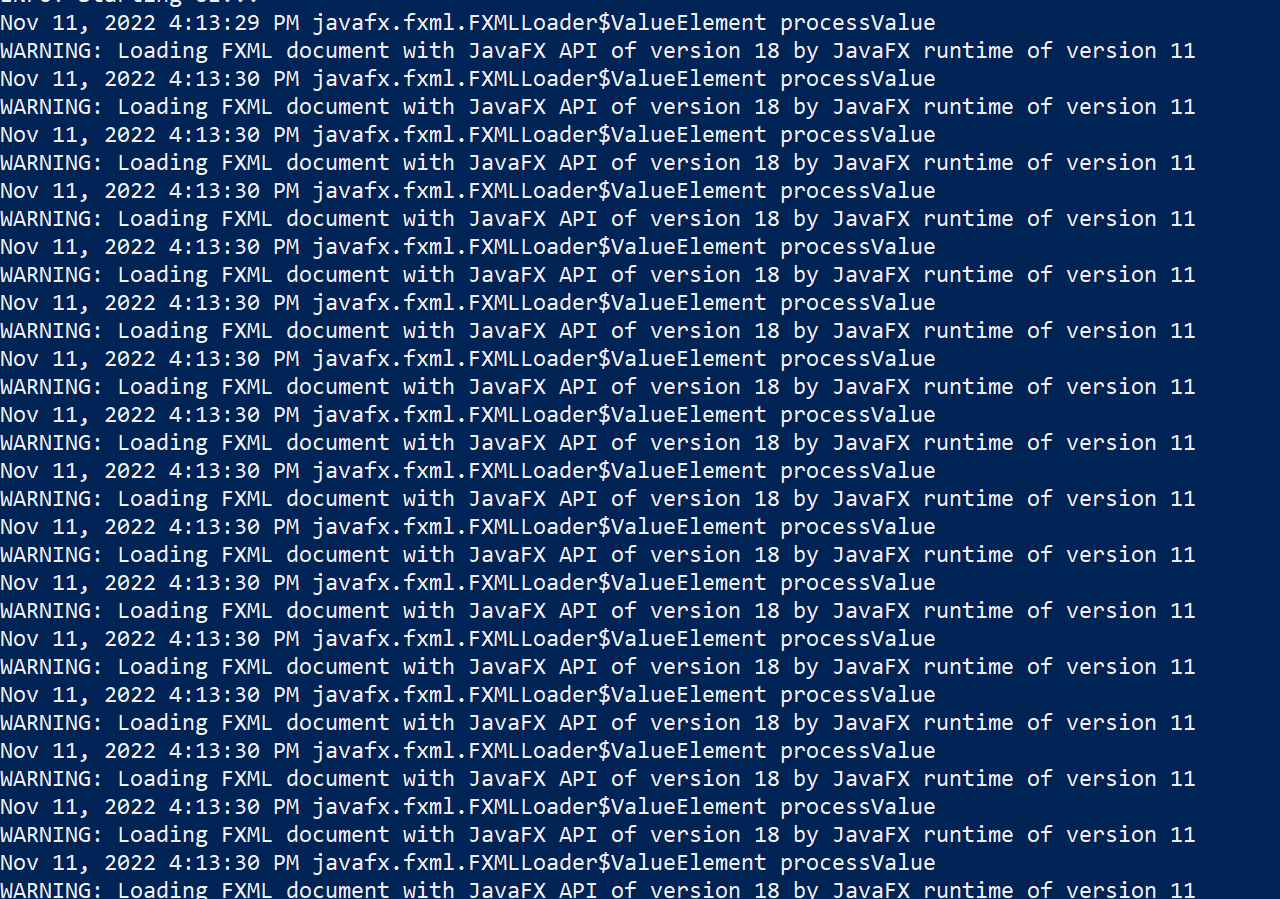 INFO: Starting UI...
Nov 11, 2022 4:13:29 PM javafx.fxml.FXMLLoader$ValueElement processValue
WARNING: Loading FXML document with JavaFX API of version 18 by JavaFX runtime of version 11
Nov 11, 2022 4:13:30 PM javafx.fxml.FXMLLoader$ValueElement processValue
WARNING: Loading FXML document with JavaFX API of version 18 by JavaFX runtime of version 11
Nov 11, 2022 4:13:30 PM javafx.fxml.FXMLLoader$ValueElement processValue
WARNING: Loading FXML document with JavaFX API of version 18 by JavaFX runtime of version 11
Nov 11, 2022 4:13:30 PM javafx.fxml.FXMLLoader$ValueElement processValue
WARNING: Loading FXML document with JavaFX API of version 18 by JavaFX runtime of version 11
Nov 11, 2022 4:13:30 PM javafx.fxml.FXMLLoader$ValueElement processValue
WARNING: Loading FXML document with JavaFX API of version 18 by JavaFX runtime of version 11
Nov 11, 2022 4:13:30 PM javafx.fxml.FXMLLoader$ValueElement processValue
WARNING: Loading FXML document with JavaFX API of version 18 by JavaFX runtime of version 11
Nov 11, 2022 4:13:30 PM javafx.fxml.FXMLLoader$ValueElement processValue
WARNING: Loading FXML document with JavaFX API of version 18 by JavaFX runtime of version 11
Nov 11, 2022 4:13:30 PM javafx.fxml.FXMLLoader$ValueElement processValue
WARNING: Loading FXML document with JavaFX API of version 18 by JavaFX runtime of version 11
Nov 11, 2022 4:13:30 PM javafx.fxml.FXMLLoader$ValueElement processValue
WARNING: Loading FXML document with JavaFX API of version 18 by JavaFX runtime of version 11
Nov 11, 2022 4:13:30 PM javafx.fxml.FXMLLoader$ValueElement processValue
WARNING: Loading FXML document with JavaFX API of version 18 by JavaFX runtime of version 11
Nov 11, 2022 4:13:30 PM javafx.fxml.FXMLLoader$ValueElement processValue
WARNING: Loading FXML document with JavaFX API of version 18 by JavaFX runtime of version 11
Nov 11, 2022 4:13:30 PM javafx.fxml.FXMLLoader$ValueElement processValue
WARNING: Loading FXML document with JavaFX API of version 18 by JavaFX runtime of version 11
Nov 11, 2022 4:13:30 PM javafx.fxml.FXMLLoader$ValueElement processValue
WARNING: Loading FXML document with JavaFX API of version 18 by JavaFX runtime of version 11
Nov 11, 2022 4:13:30 PM javafx.fxml.FXMLLoader$ValueElement processValue
WARNING: Loading FXML document with JavaFX API of version 18 by JavaFX runtime of version 11
Nov 11, 2022 4:13:30 PM javafx.fxml.FXMLLoader$ValueElement processValue
WARNING: Loading FXML document with JavaFX API of version 18 by JavaFX runtime of version 11
Nov 11, 2022 4:13:30 PM javafx.fxml.FXMLLoader$ValueElement processValue
WARNING: Loading FXML document with JavaFX API of version 18 by JavaFX runtime of version 11